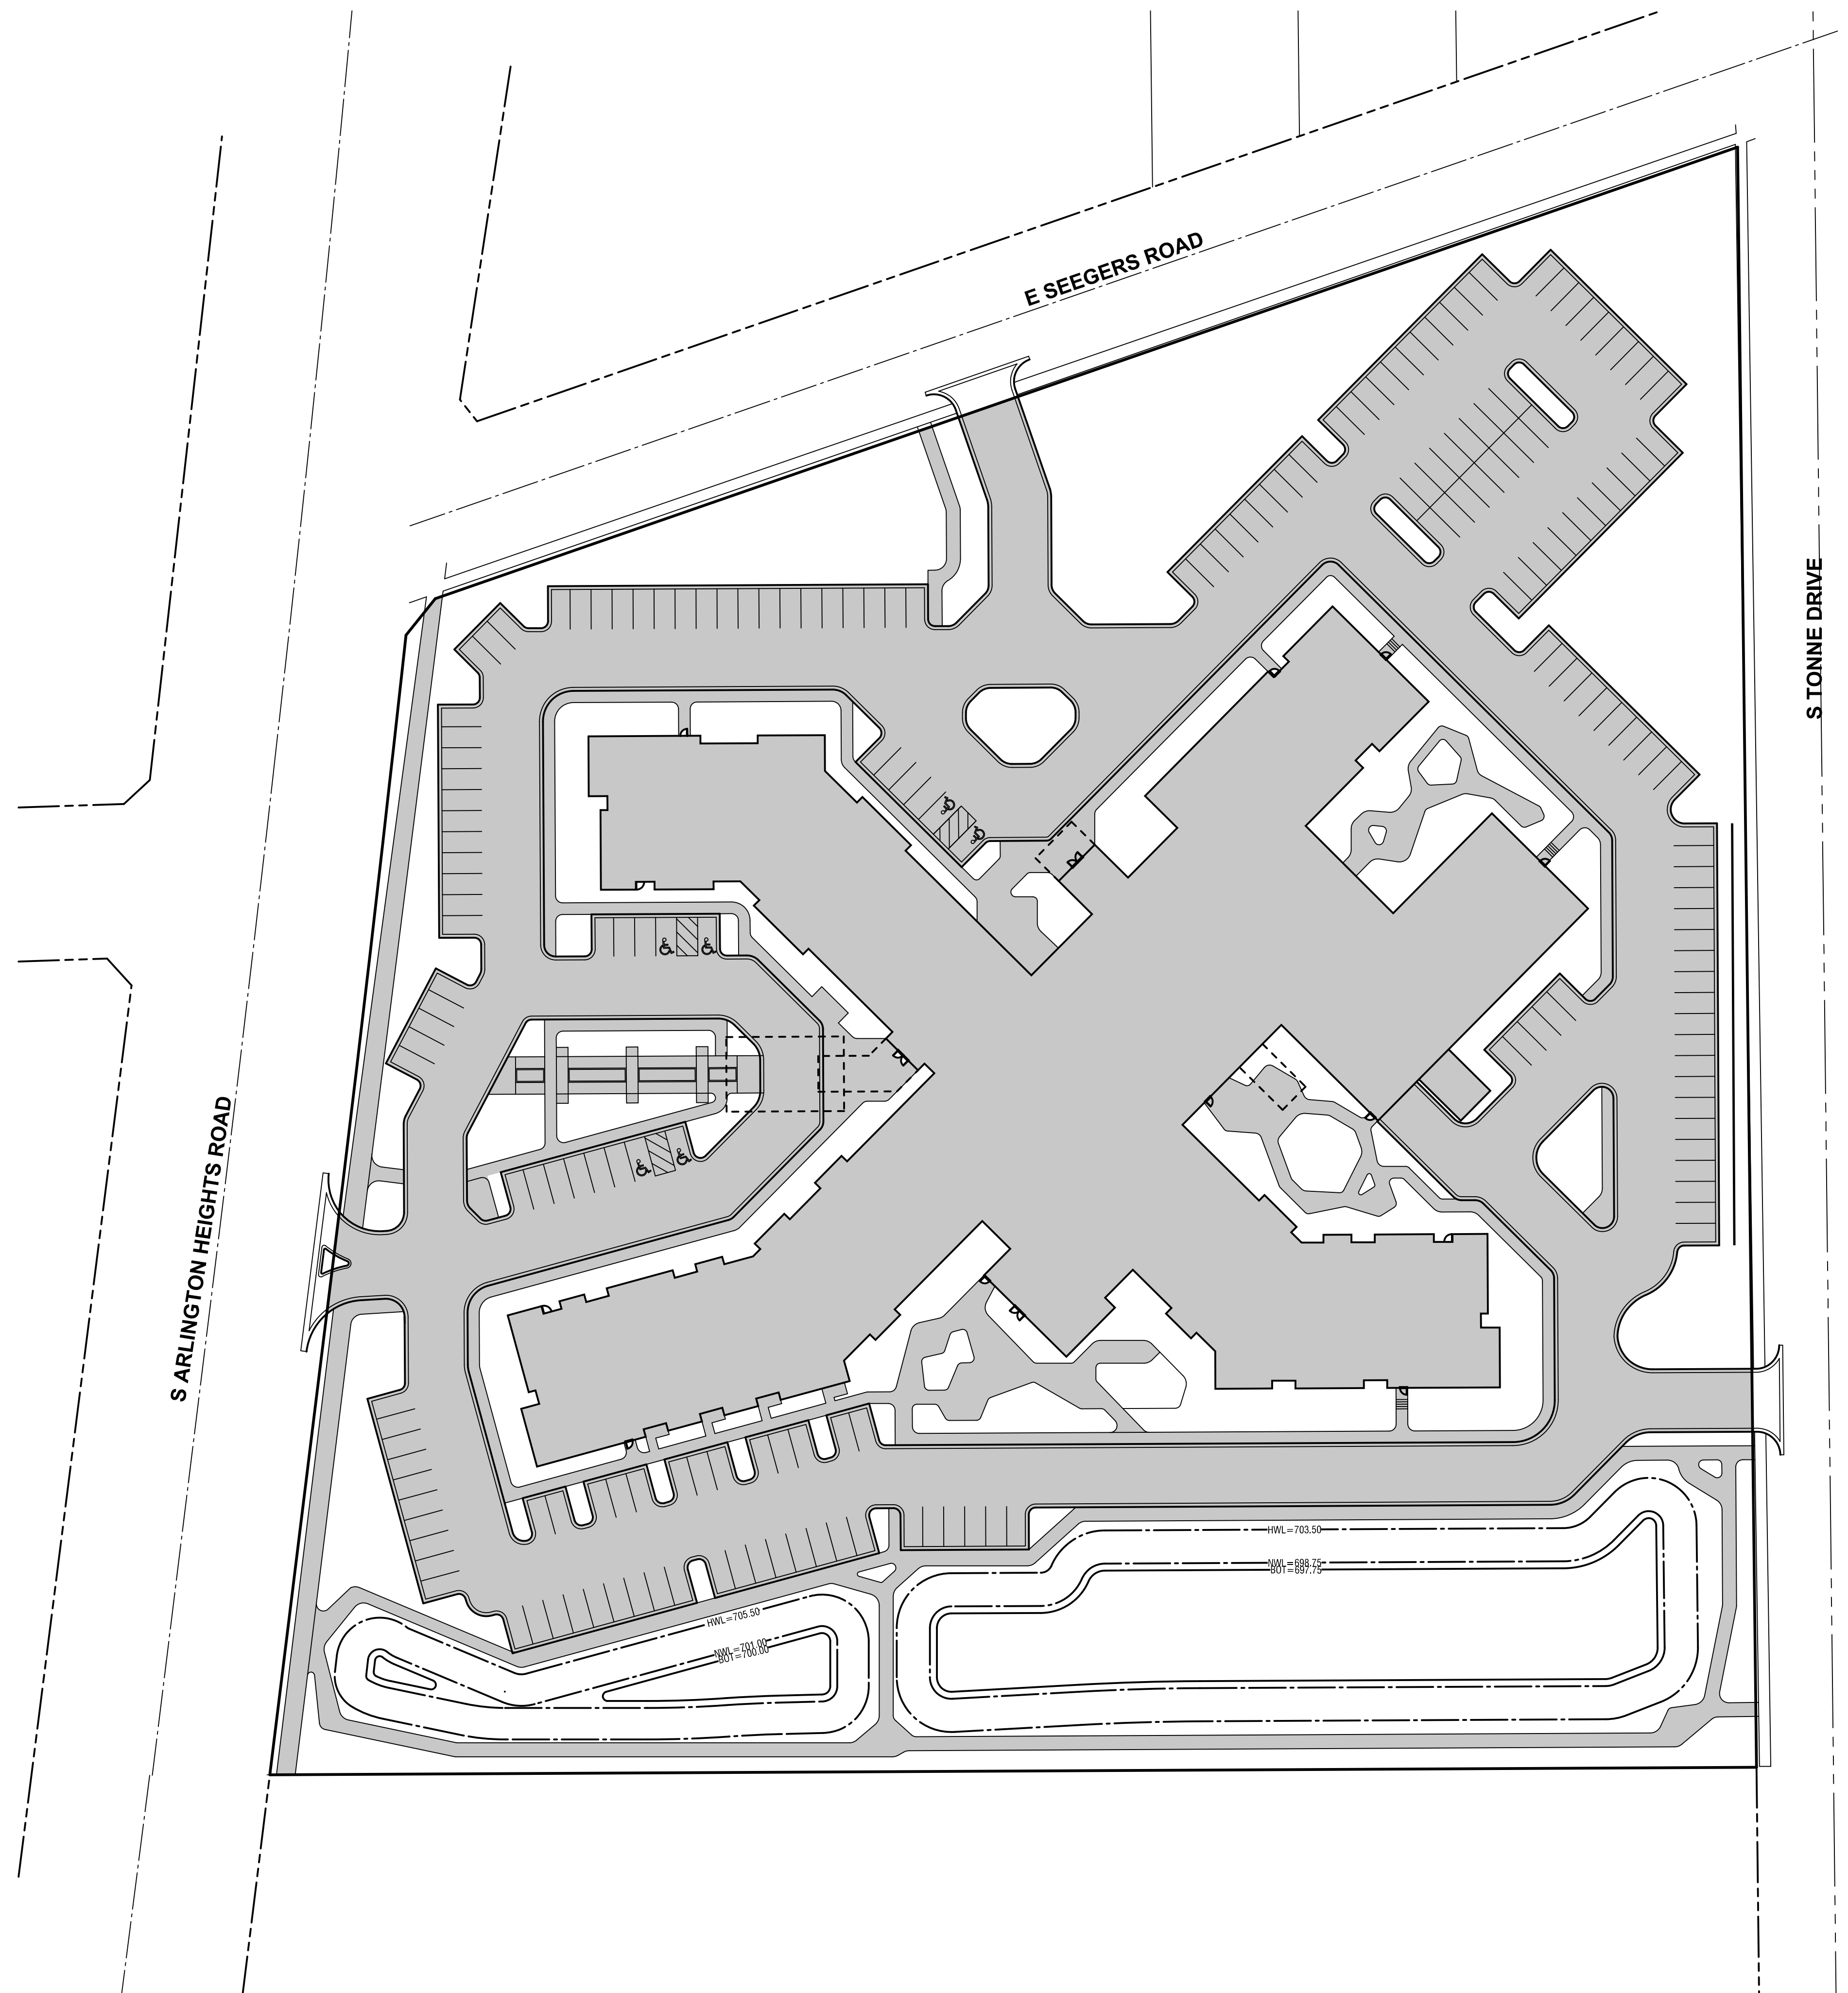 E SEEGERS ROAD
S TONNE DRIVE
S ARLINGTON HEIGHTS ROAD
HWL=703.50
NWL=698.75
BOT=697.75
HWL=705.50
NWL=701.00
BOT=700.00